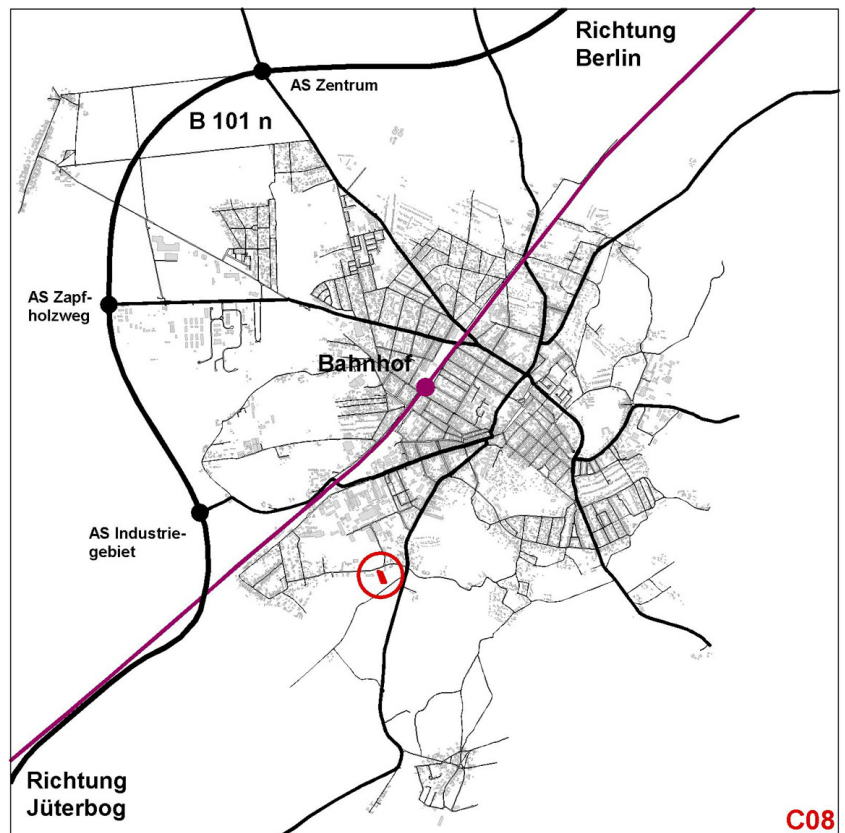 Richtung
Berlin
AS Zentrum
B 101 n
AS Zapf-
holzweg
Bahnhof
AS Industrie-
gebiet
Richtung
Jüterbog
C08